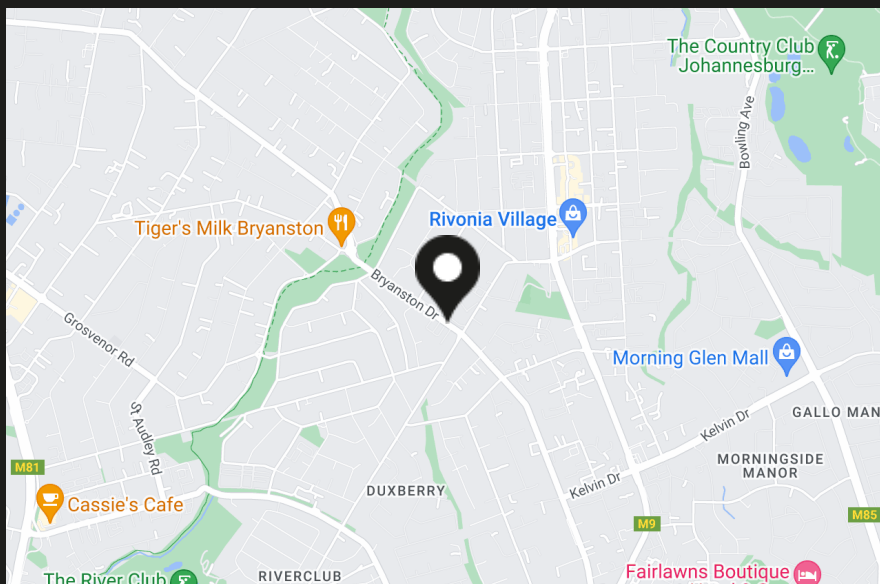 The Country Club
Johannesburg...
Bowling Ave
Rivonia Village
Tiger's Milk Bryanston
Bryanston Dr
Grosvenor Rd
Morning Glen Mall
GALLO MAN
Kelvin Dr
St Audley Rd
MORNINGSIDE
MANOR
M81
Kelvin Dr
DUXBERRY
Cassie's Cafe
M9
M85
The River Club
RIVERCLUB
Fairlawns Boutique